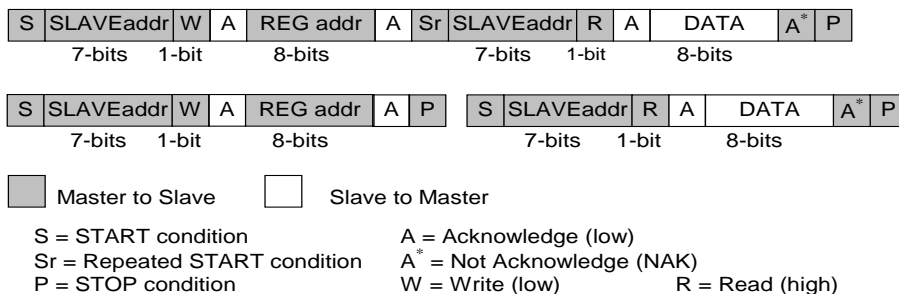 S SLAVEaddr W A REG addr A Sr SLAVEaddr R A DATA A* P
7-bits 1-bit 8-bits 7-bits 1-bit 8-bits
S SLAVEaddr W A REG addr A P S SLAVEaddr R A DATA A* P
7-bits 1-bit 8-bits 7-bits 1-bit 8-bits
Master to Slave Slave to Master
S = START condition A = Acknowledge (low)
Sr = Repeated START condition A* = Not Acknowledge (NAK)
P = STOP condition W = Write (low) R = Read (high)